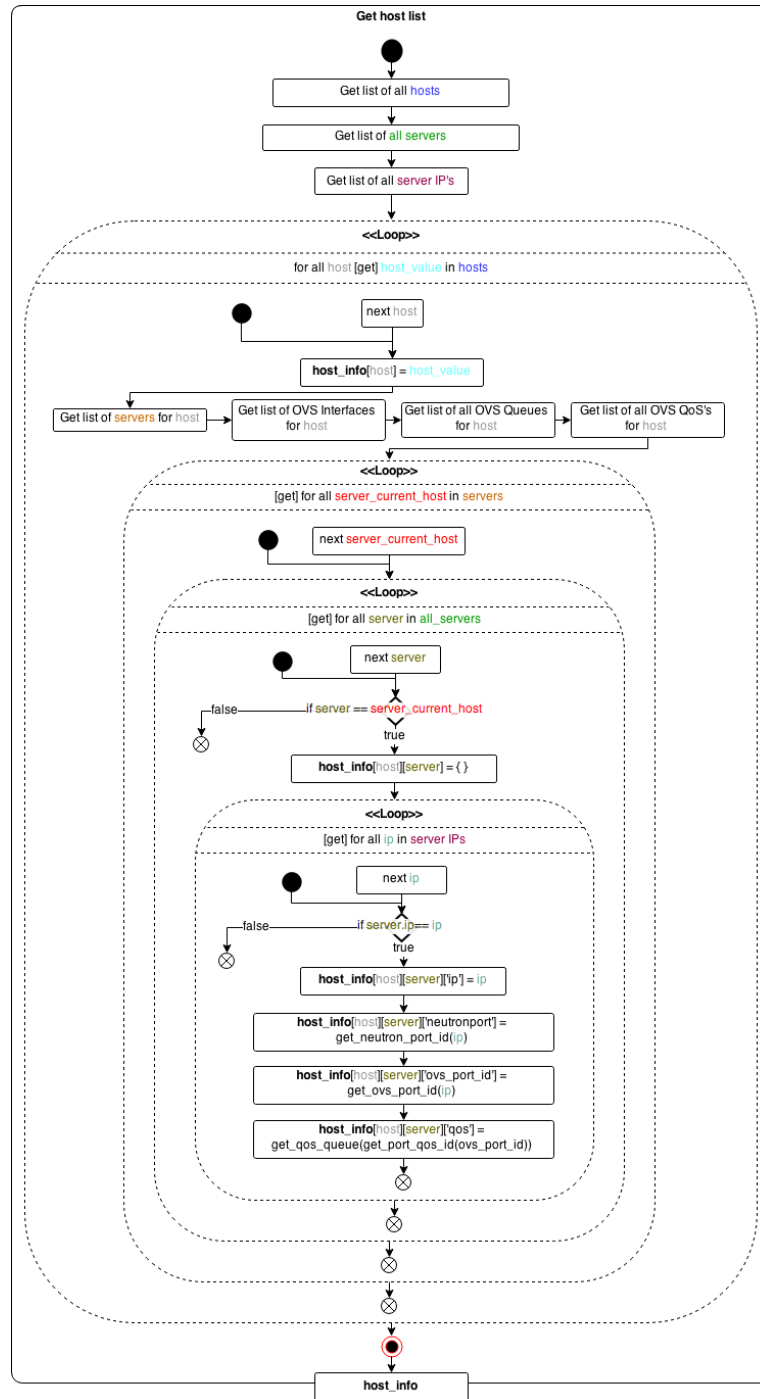 Get host list
Get list of all hosts
Get list of all servers
Get list of all server IP's
<<Loop>>
for all host [get] host_value in hosts
next host
host_info[host] = host_value
Get list of servers for host
Get list of OVS Interfaces
for host
Get list of all OVS Queues
for host
Get list of all OVS QoS's
for host
<<Loop>>
[get] for all server_current_host in servers
next server_current_host
<<Loop>>
[get] for all server in all_servers
next server
false
if server == server_current_host
true
host_info[host][server] = { }
<<Loop>>
[get] for all ip in server IPs
next ip
false
if server.ip== ip
true
host_info[host][server]['ip'] = ip
host_info[host][server]['neutronport'] =
get_neutron_port_id(ip)
host_info[host][server]['ovs_port_id'] =
get_ovs_port_id(ip)
host_info[host][server]['qos'] =
get_qos_queue(get_port_qos_id(ovs_port_id))
host_info